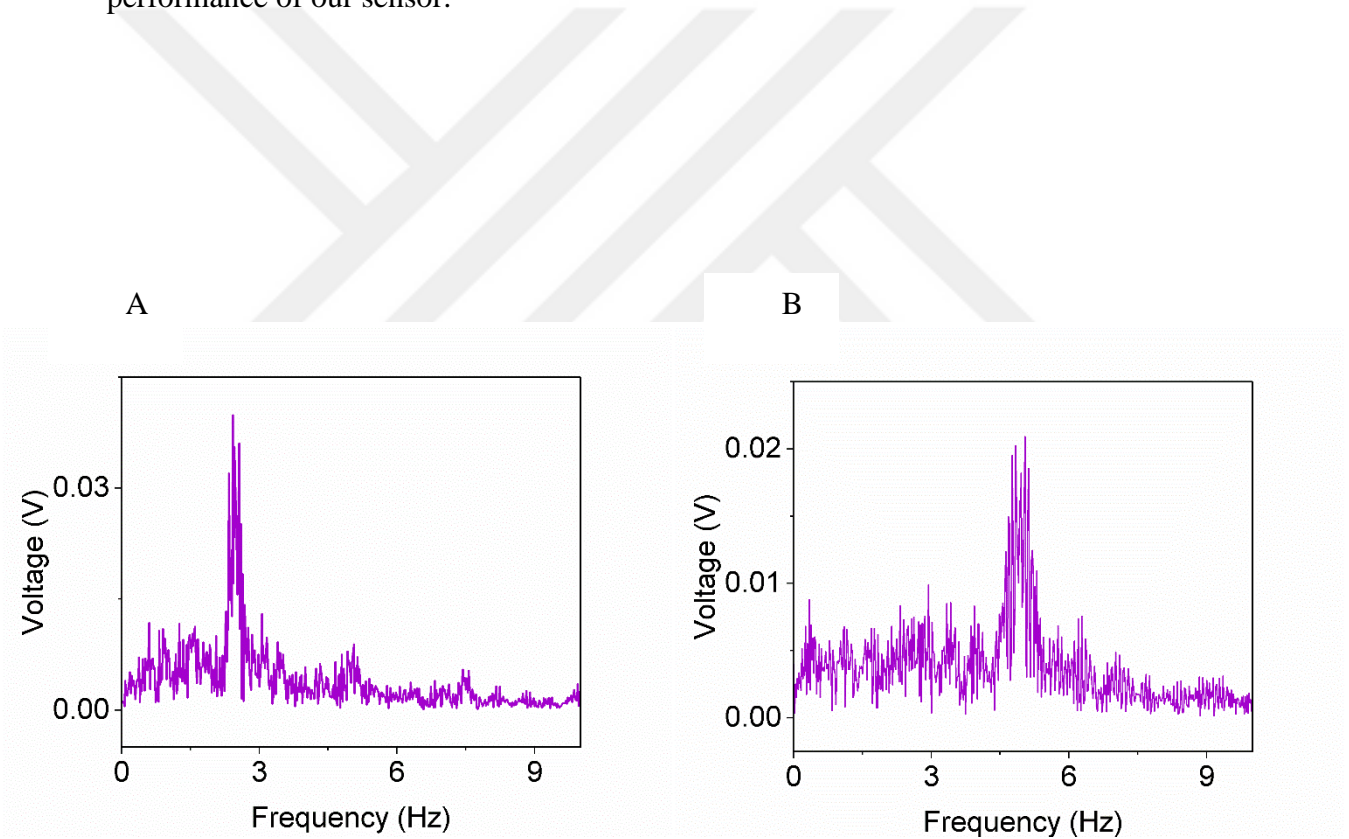 performance of our sensor.
A
B
0.03
0.00
Voltage (V)
0 3 6 9
Frequency (Hz)
0.02
0.01
0.00
Voltage (V)
0 3 6 9
Frequency (Hz)